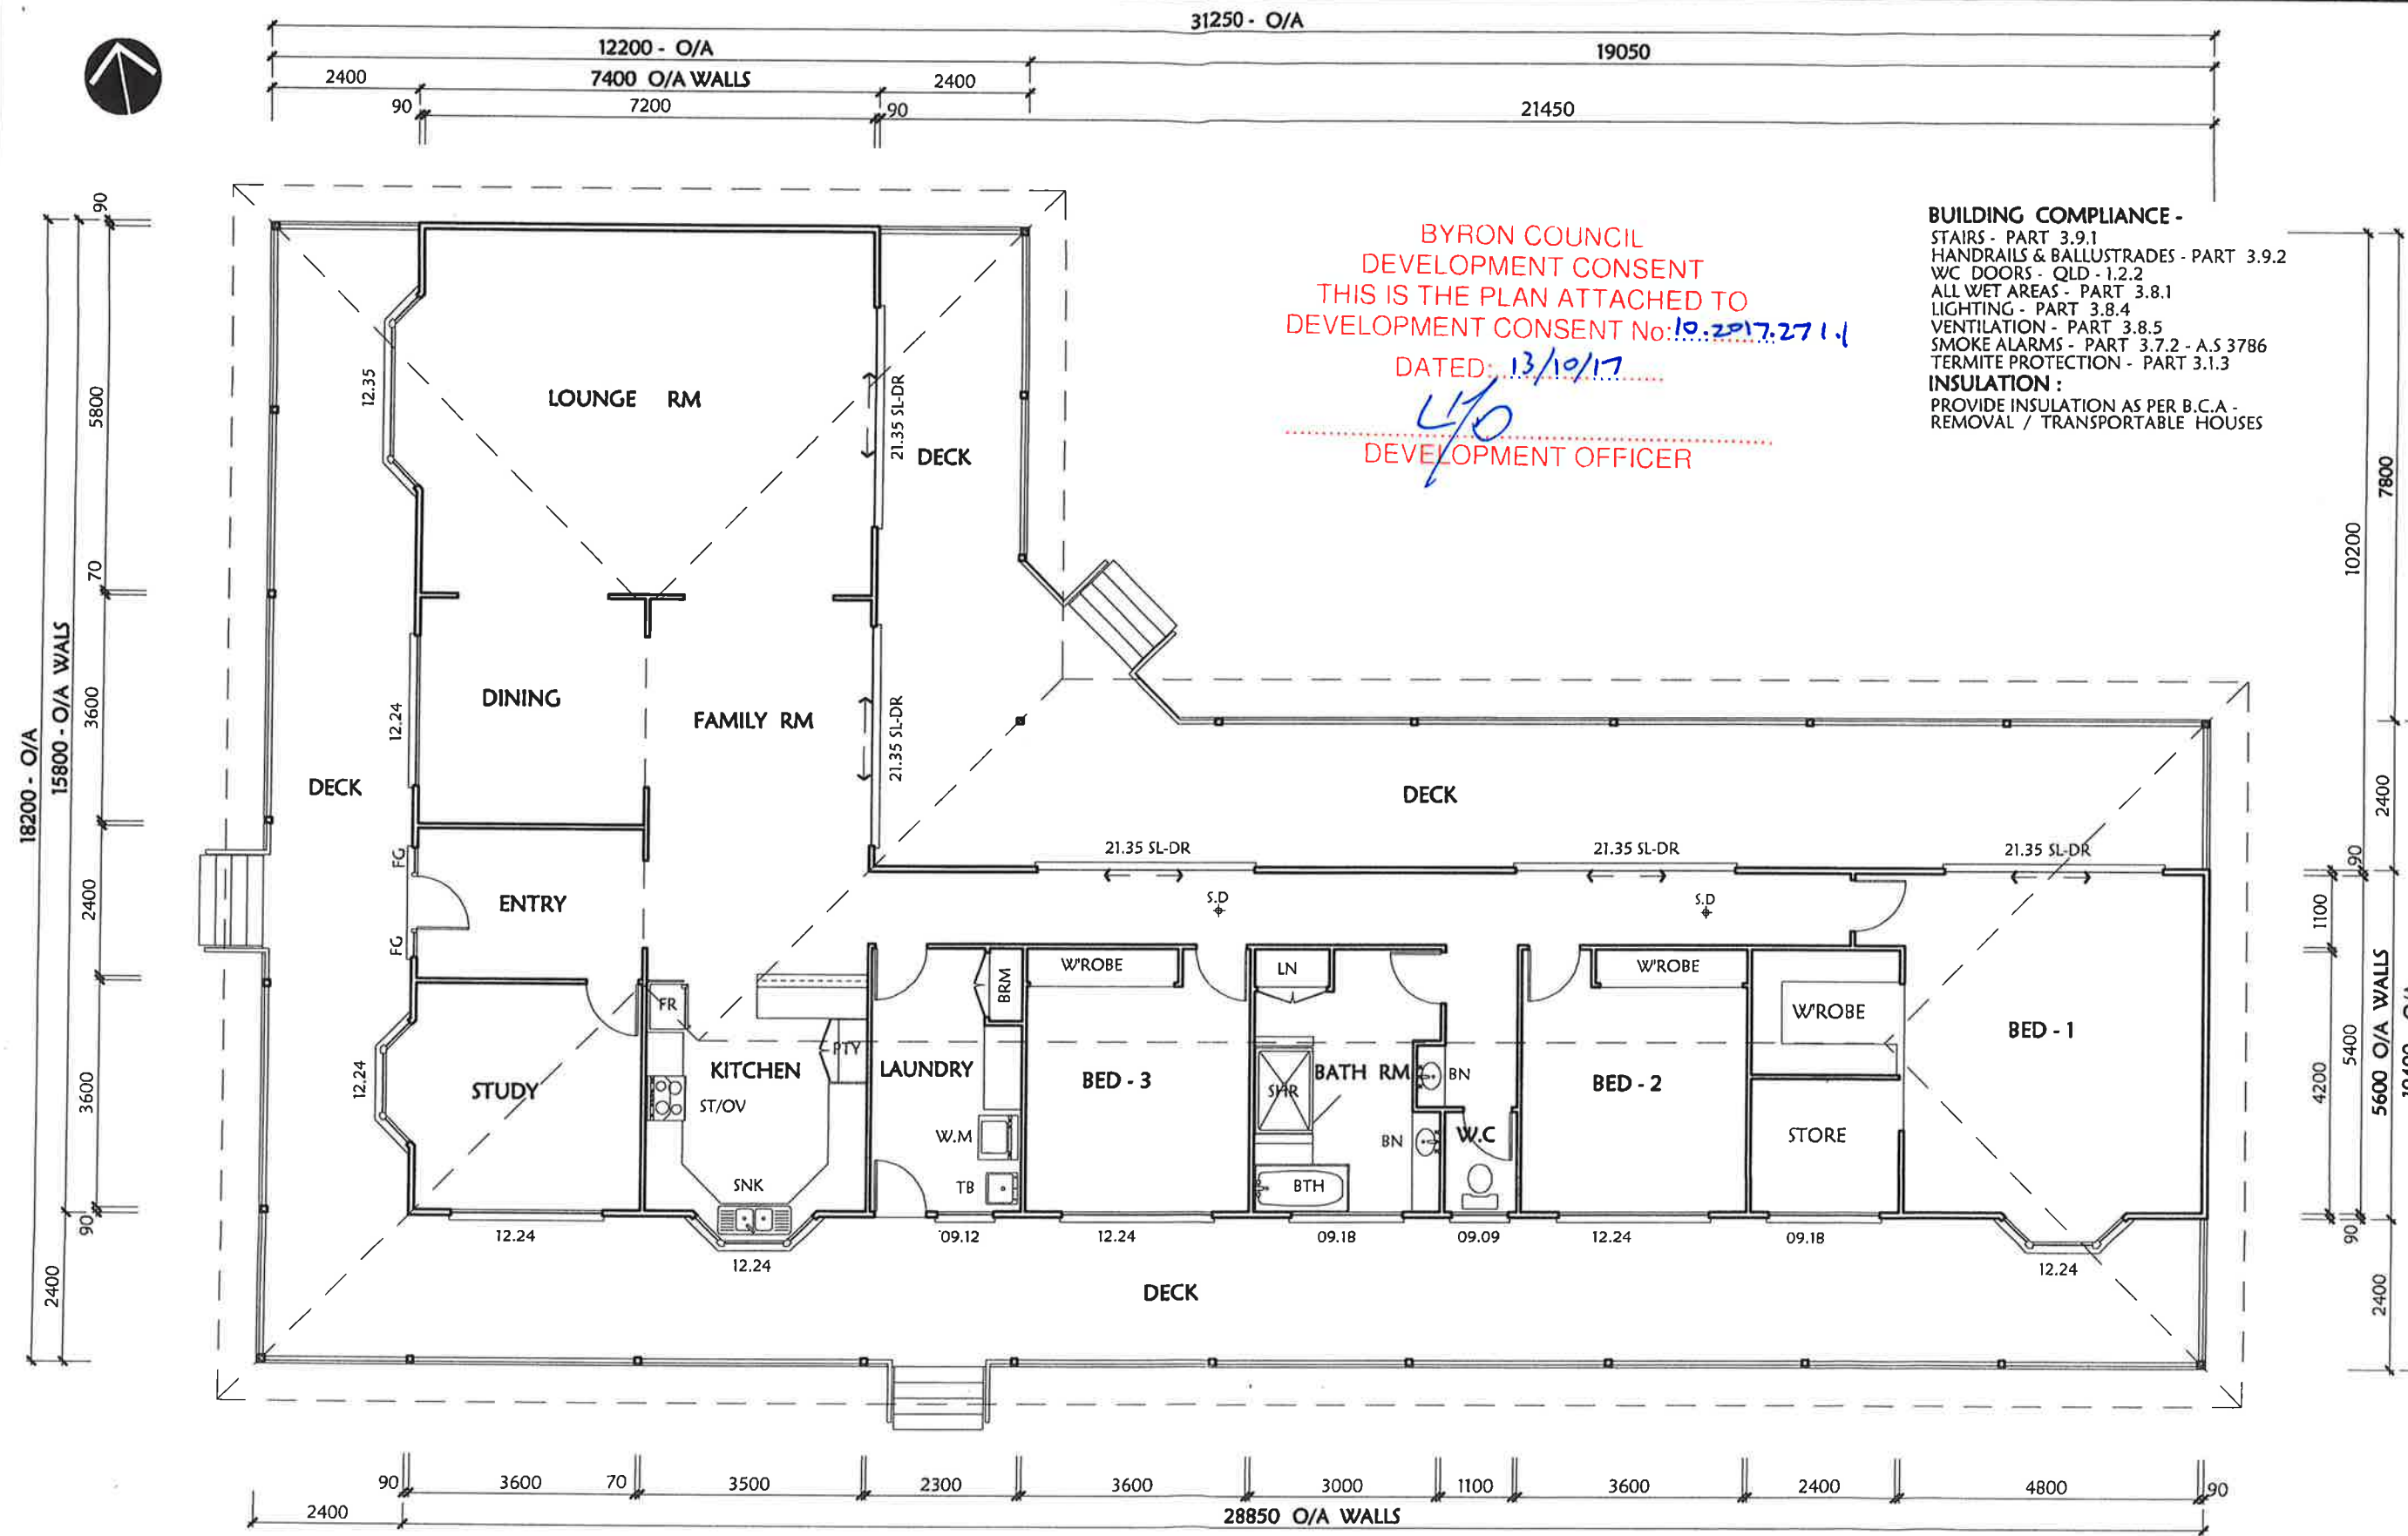 31250 - O/A
12200 - O/A
19050
2400
7400 O/A WALLS
2400
90
7200
90
21450
BYRON COUNCIL
DEVELOPMENT CONSENT
THIS IS THE PLAN ATTACHED TO
DEVELOPMENT CONSENT No: 10.2017.271.1
DATED: 13/10/17
DEVELOPMENT OFFICER
BUILDING COMPLIANCE -
STAIRS - PART 3.9.1
HANDRAILS & BALLUSTRADES - PART 3.9.2
WC DOORS - QLD - 1.2.2
ALL WET AREAS - PART 3.8.1
LIGHTING - PART 3.8.4
VENTILATION - PART 3.8.5
SMOKE ALARMS - PART 3.7.2 - A.S 3786
TERMITE PROTECTION - PART 3.1.3
INSULATION :
PROVIDE INSULATION AS PER B.C.A -
REMOVAL / TRANSPORTABLE HOUSES
18200 - O/A
15800 - O/A WALS
2400
90
5800
70
3600
2400
3600
90
12.35
LOUNGE RM
21.35 SL-DR
DECK
12.24
DINING
FAMILY RM
21.35 SL-DR
DECK
DECK
FG
ENTRY
FG
21.35 SL-DR
21.35 SL-DR
21.35 SL-DR
S.D
S.D
FR
BRM
W'ROBE
LN
W'ROBE
W'ROBE
BED - 1
12.24
STUDY
KITCHEN
PTY
ST/OV
LAUNDRY
BED - 3
SHR
BATH RM
BN
BED - 2
W.M
BN
W.C
STORE
SNK
TB
BTH
12.24
12.24
09.12
12.24
09.18
09.09
12.24
09.18
12.24
DECK
7800
10200
2400
90
1100
4200
5400
5600 O/A WALLS
90
2400
90
3600
70
3500
2300
3600
3000
1100
3600
2400
4800
90
2400
28850 O/A WALLS